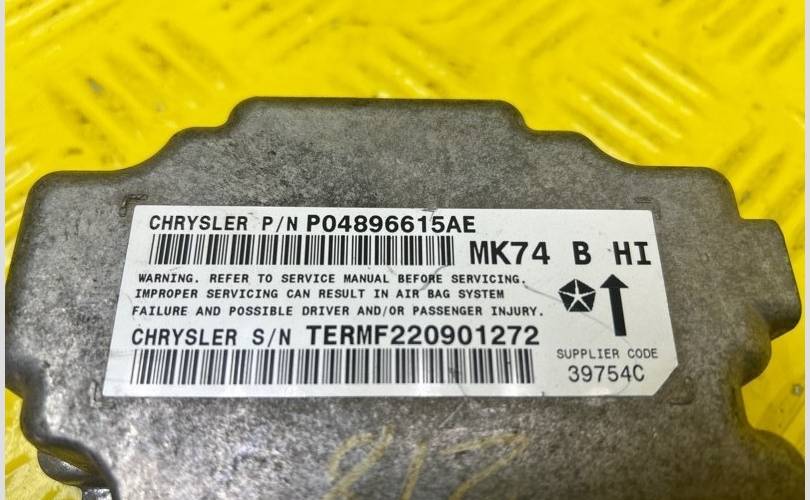 CHRYSLER P/N P04896615AE
MK74 B HI
WARNING. REFER TO SERVICE MANUAL BEFORE SERVICING.
IMPROPER SERVICING CAN RESULT IN AIR BAG SYSTEM
FAILURE AND POSSIBLE DRIVER AND/OR PASSENGER INJURY.
CHRYSLER S/N TERMF220901272
SUPPLIER CODE
39754C